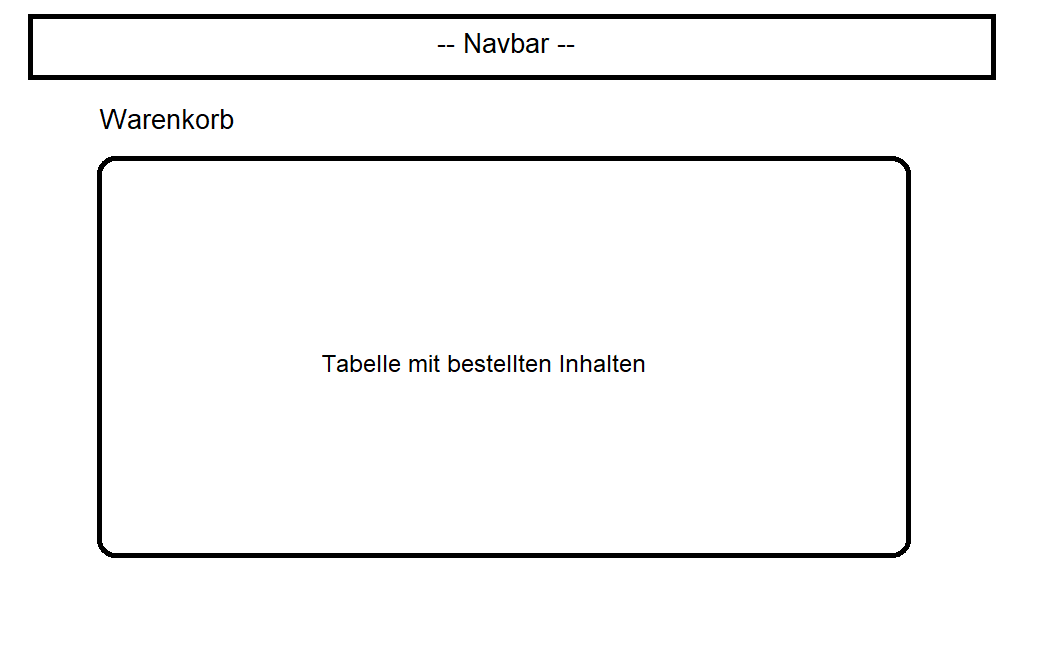 -- Navbar --
Warenkorb
Tabelle mit bestellten Inhalten